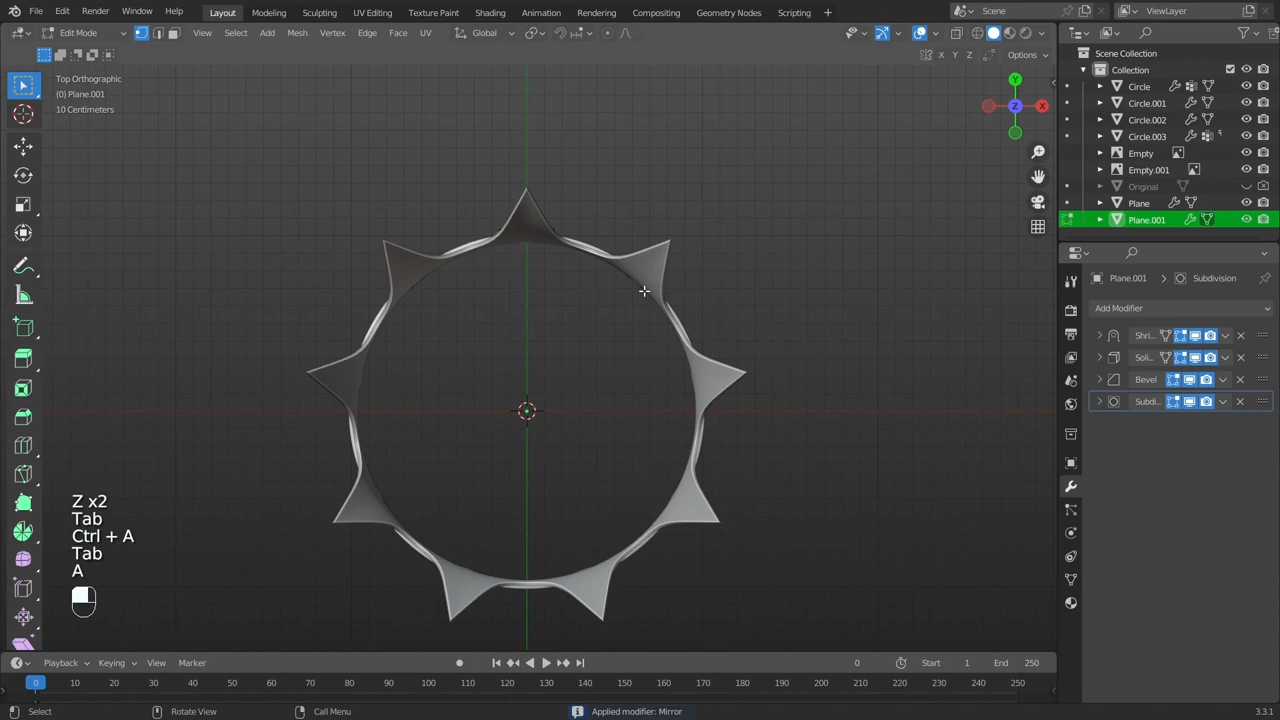 File Edit Render Window Help Layout Modeling Sculpting UV Editing Texture Paint Shading Animation Rendering Compositing Geometry Nodes Scripting + Scene ViewLayer
Edit Mode View Select Add Mesh Vertex Edge Face UV Global
X Y Z Options
Top Orthographic
(0) Plane.001
10 Centimeters
Y
Z
X
Z x2
Tab
Ctrl + A
Tab
A
Scene Collection
Collection
Circle
Circle.001
Circle.002
Circle.003
Empty
Empty.001
Original
Plane
Plane.001
Plane.001 > Subdivision
Add Modifier
Shri...
Soli...
Bevel
Subdi...
Playback Keying View Marker 0 Start 1 End 250
0 10 20 30 40 50 60 70 80 90 100 110 120 130 140 150 160 170 180 190 200 210 220 230 240 250
Select Rotate View Call Menu Applied modifier: Mirror 3.3.1